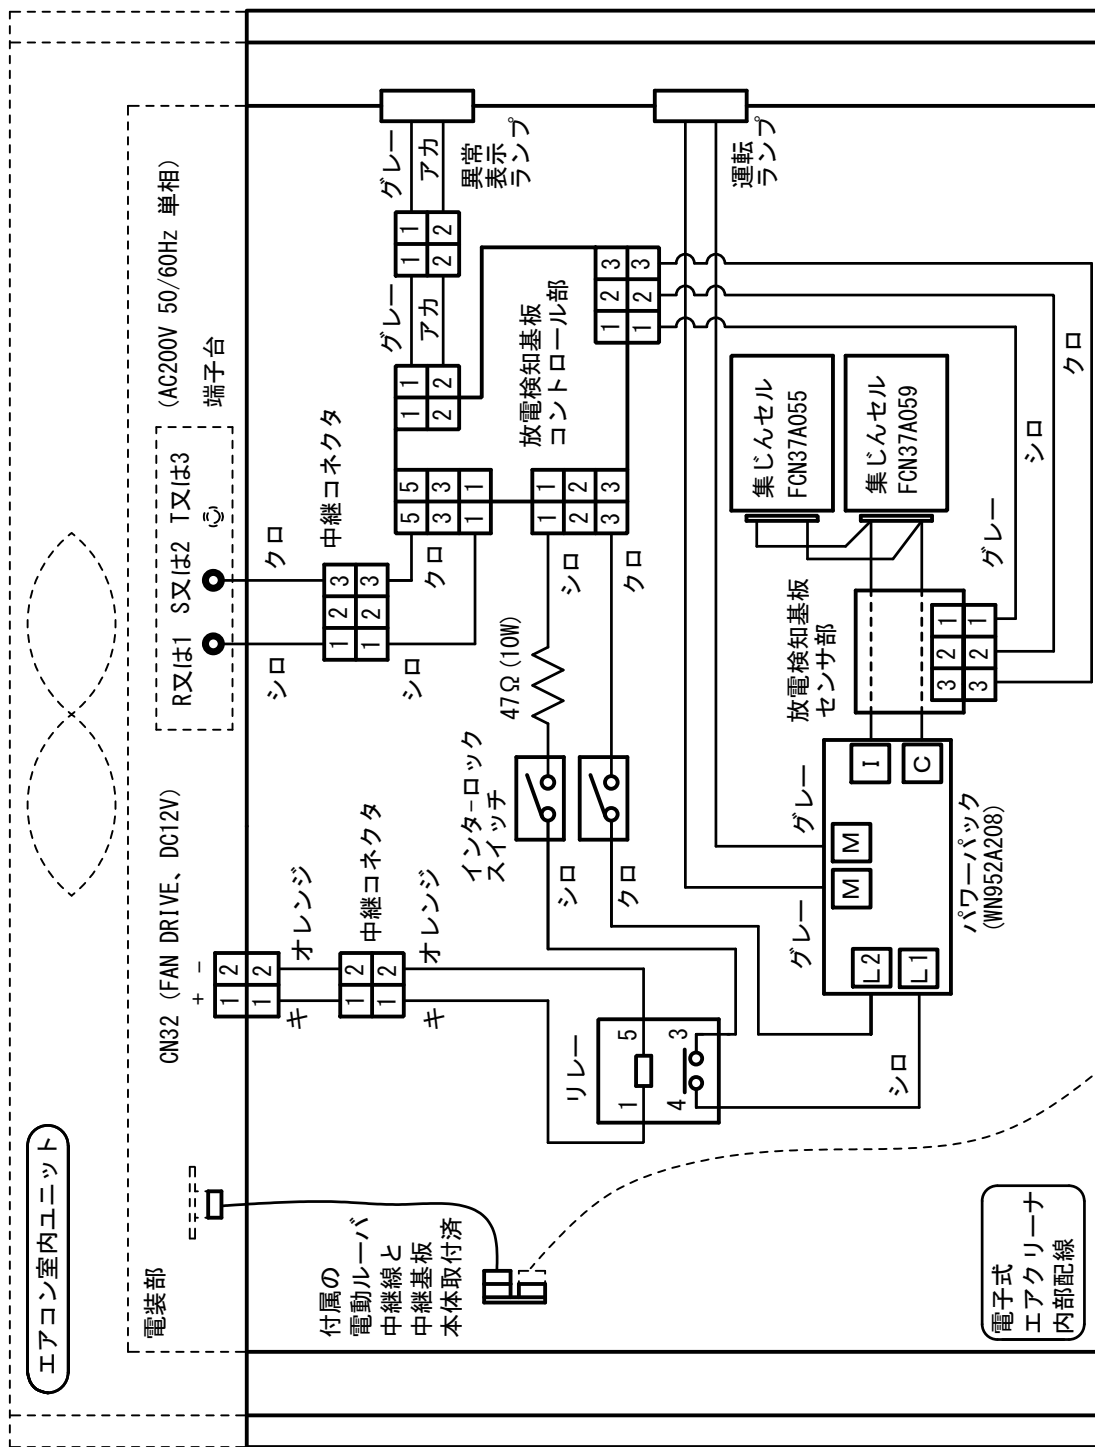 エアコン室内ユニット
電装部
CN32 (FAN DRIVE、DC12V)
+ -
1 2
1 2
キ
オレンジ
中継コネクタ
1 2
1 2
キ
オレンジ
R又は1 S又は2 T又は3
(AC200V 50/60Hz 単相)
端子台
シロ
クロ
中継コネクタ
1 2 3
1 2 3
シロ
クロ
5 5
3 3
1 1
1 1
2 2
グレー
アカ
1 1
2 2
グレー
アカ
異常
表示
ランプ
運転
ランプ
放電検知基板
コントロール部
1 1
2 2
3 3
1 2 3
1 2 3
シロ
クロ
47Ω(10W)
インターロック
スイッチ
シロ
クロ
付属の
電動ルーバ
中継線と
中継基板
本体取付済
リレー
1 5
4 3
シロ
グレー
グレー
L2
L1
M M
I
C
パワーパック
(WN952A208)
放電検知基板
センサ部
3 2 1
3 2 1
集じんセル
FCN37A055
集じんセル
FCN37A059
グレー
シロ
クロ
電子式
エアクリーナ
内部配線